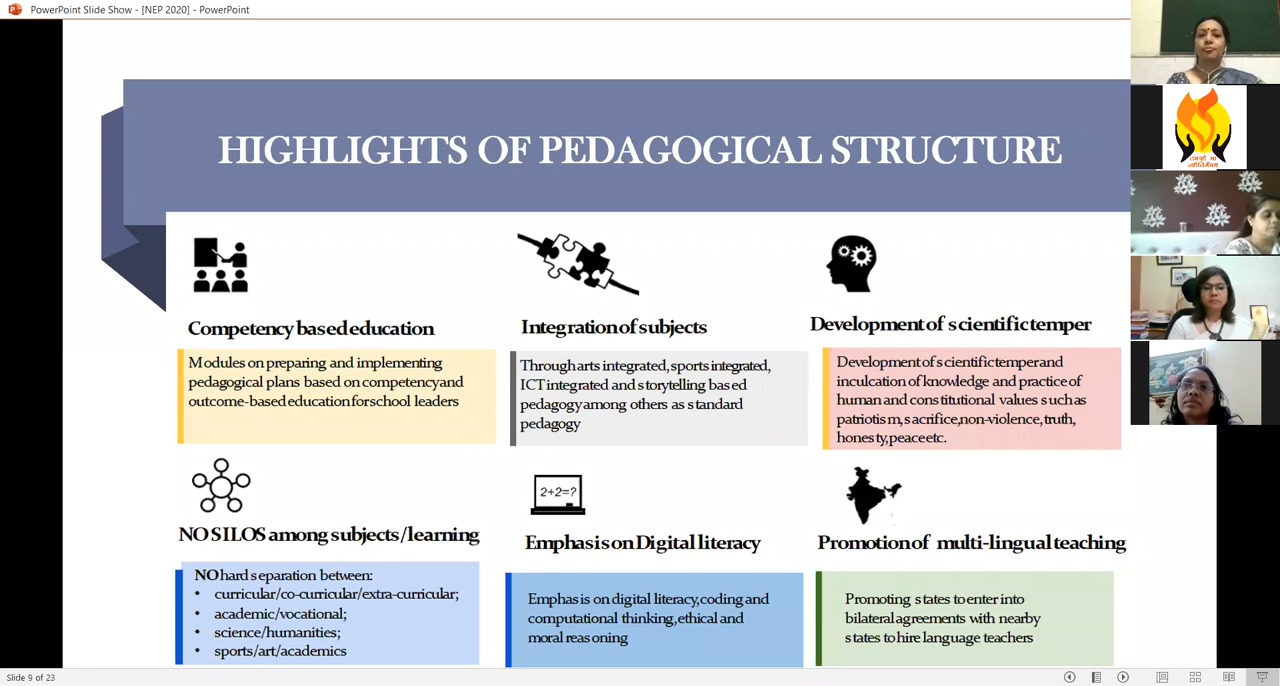 PowerPoint Slide Show - [NEP 2020] - PowerPoint
HIGHLIGHTS OF PEDAGOGICAL STRUCTURE
Competency based education
Modules on preparing and implementing
pedagogical plans based on competency and
outcome-based education for school leaders
Integration of subjects
Through arts integrated, sports integrated,
ICT integrated and storytelling based
pedagogy among others as standard
pedagogy
Development of scientific temper
Development of scientific temper and
inculcation of knowledge and practice of
human and constitutional values such as
patriotism, sacrifice, non-violence, truth,
honesty, peace etc.
NO SILOS among subjects/learning
NO hard separation between:
• curricular/co-curricular/extra-curricular;
• academic/vocational;
• science/humanities;
• sports/art/academics
2+2=?
Emphasis on Digital literacy
Emphasis on digital literacy, coding and
computational thinking, ethical and
moral reasoning
Promotion of multi-lingual teaching
Promoting states to enter into
bilateral agreements with nearby
states to hire language teachers
तमसो मा
ज्योतिर्गमय
Slide 9 of 23